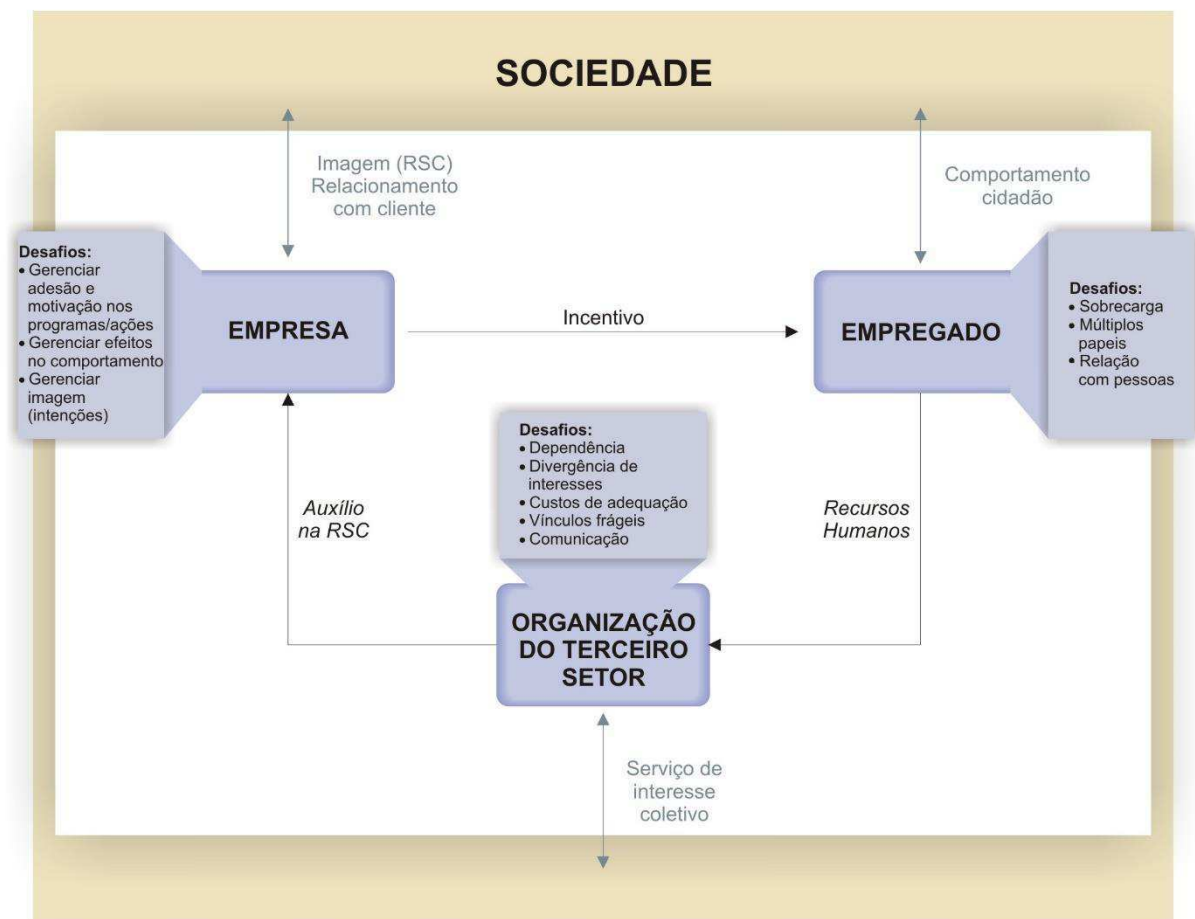 SOCIEDADE
Imagem (RSC)
Relacionamento
com cliente
Comportamento
cidadão
Desafios:
• Gerenciar
adesão e
motivação nos
programas/ações
• Gerenciar efeitos
no comportamento
• Gerenciar
imagem
(intenções)
EMPRESA
Incentivo
EMPREGADO
Desafios:
• Sobrecarga
• Múltiplos
papeis
• Relação
com pessoas
Desafios:
• Dependência
• Divergência de
interesses
• Custos de adequação
• Vínculos frágeis
• Comunicação
Auxílio
na RSC
Recursos
Humanos
ORGANIZAÇÃO
DO TERCEIRO
SETOR
Serviço de
interesse
coletivo